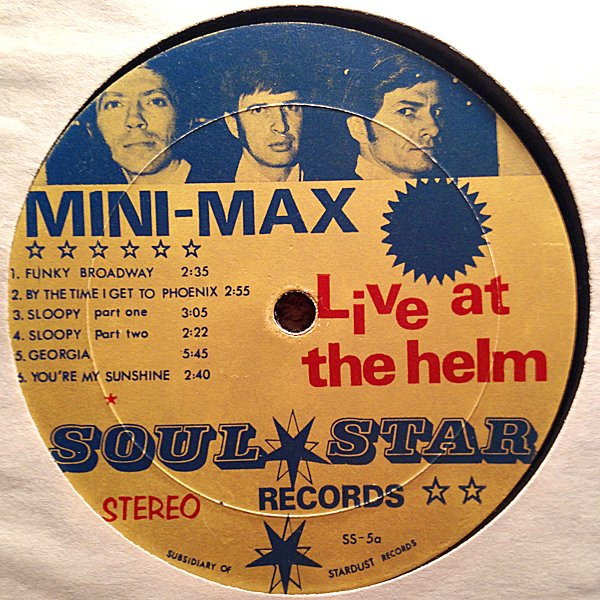 MINI-MAX
1. FUNKY BROADWAY 2:35
2. BY THE TIME I GET TO PHOENIX 2:55
3. SLOOPY part one 3:05
4. SLOOPY Part two 2:22
5. GEORGIA 5:45
6. YOU'RE MY SUNSHINE 2:40
Live at
the helm
SOUL STAR
RECORDS
STEREO
SS-5a
SUBSIDIARY OF STARDUST RECORDS